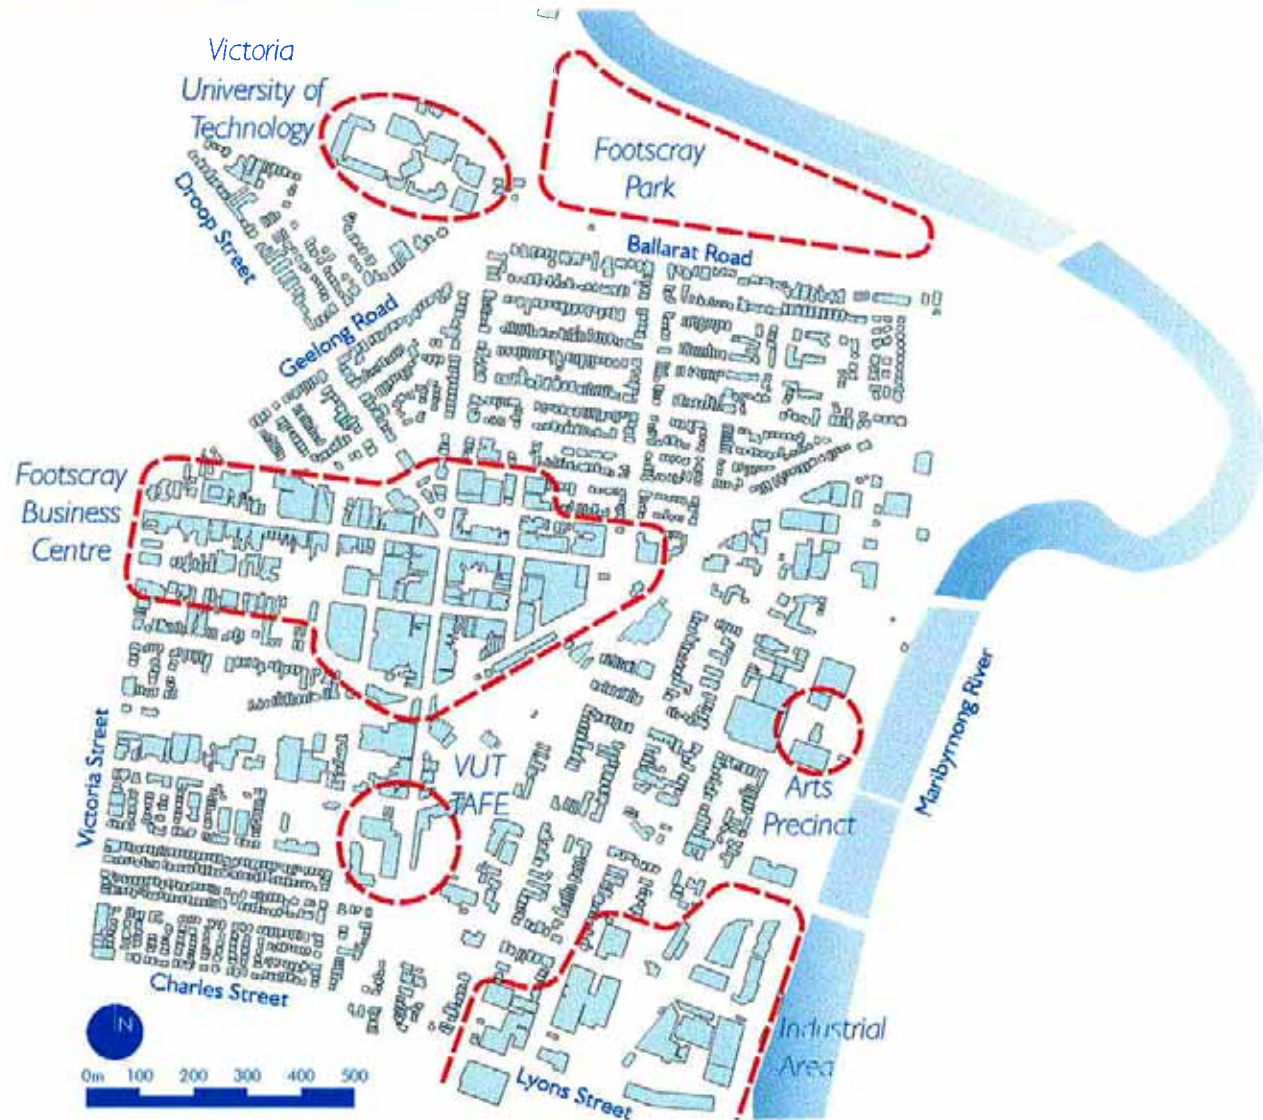 Victoria
University of
Technology
Footscray
Park
Droop Street
Ballarat Road
Geelong Road
Footscray
Business
Centre
Victoria Street
VUT
TAFE
Arts
Precinct
Maribyrnong River
Charles Street
Industrial
Area
Lyons Street
N
0m 100 200 300 400 500